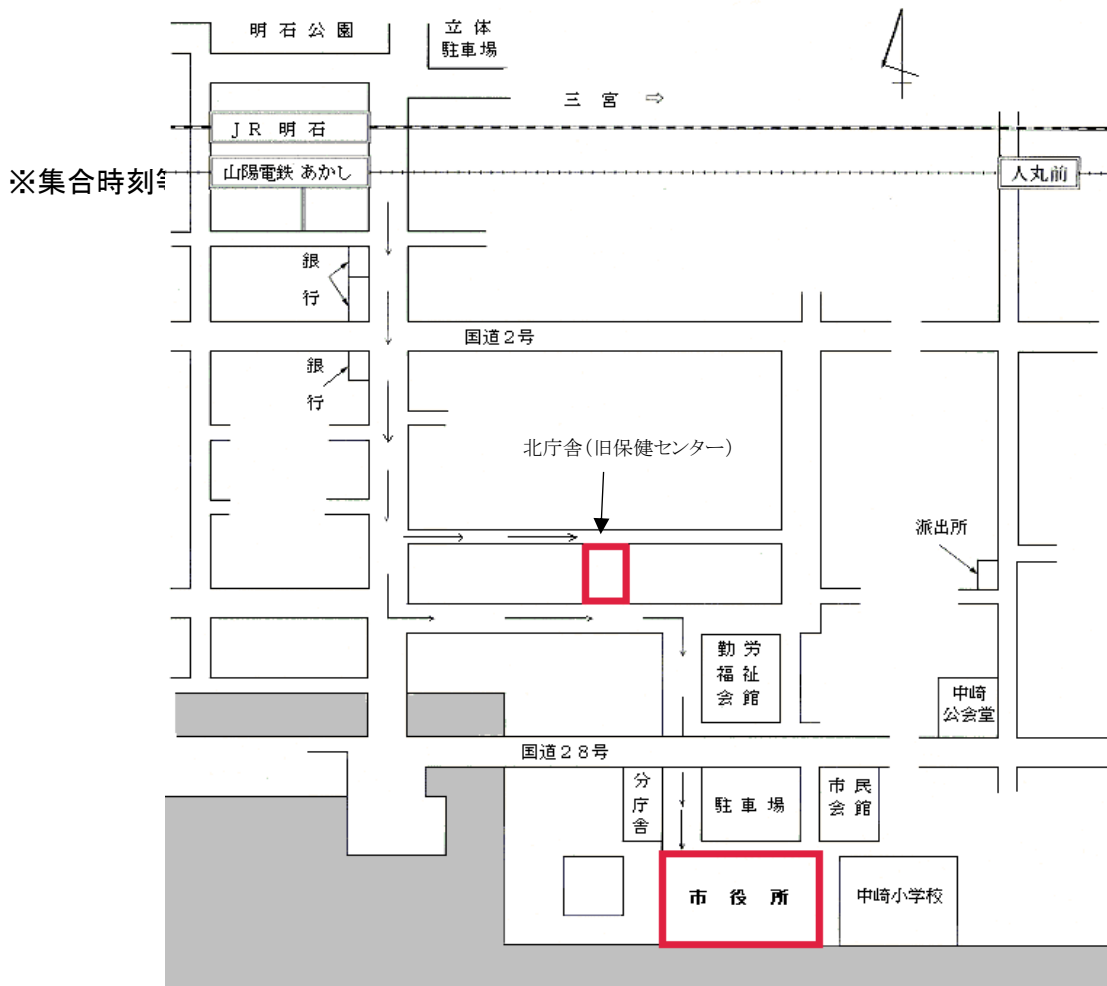 明石公園
立体
駐車場
三宮 ⇨
JR 明石
山陽電鉄 あかし
人丸前
※集合時刻
銀
行
国道2号
銀
行
北庁舎(旧保健センター)
派出所
勤労
福祉
会館
中崎
公会堂
国道28号
分
庁
舎
駐車場
市民
会館
市役所
中崎小学校